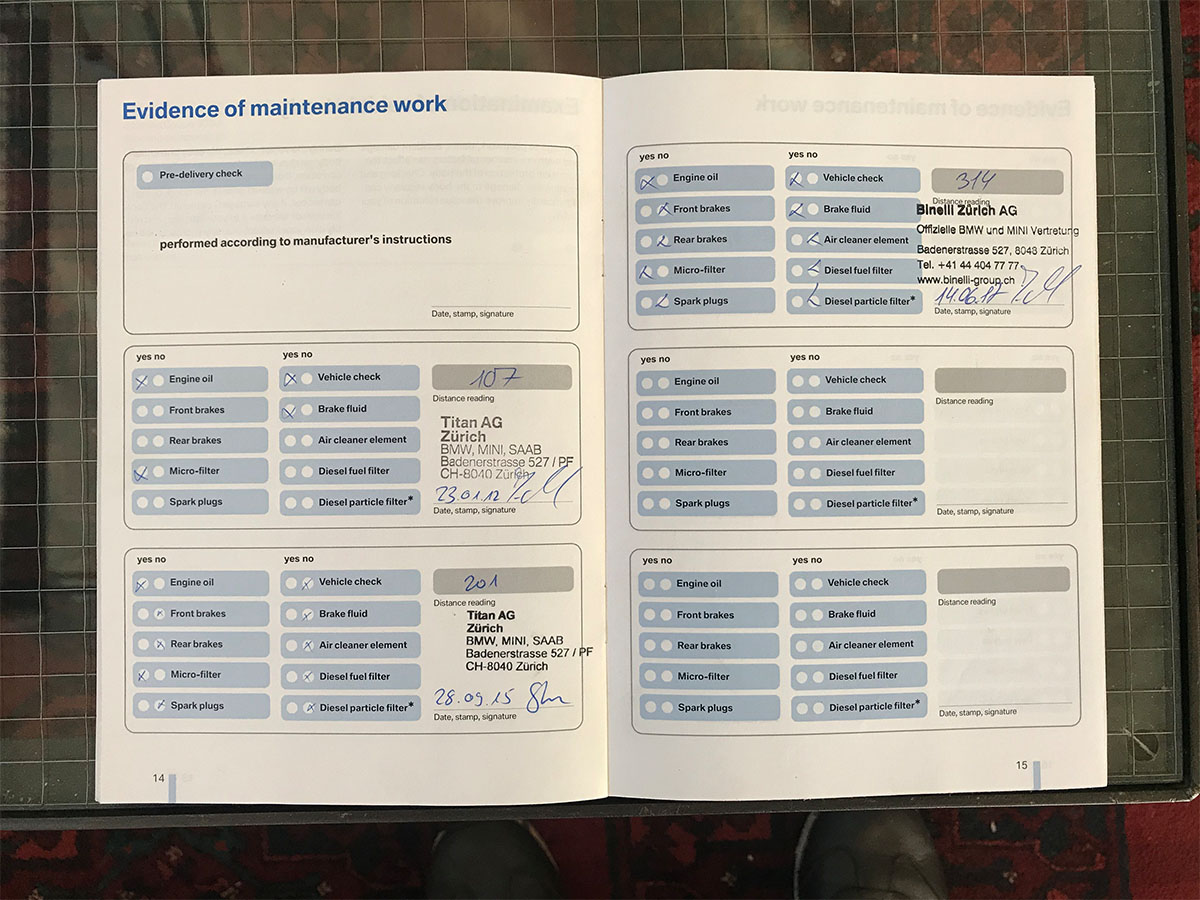 Evidence of maintenance work
Pre-delivery check
performed according to manufacturer's instructions
Date, stamp, signature
yes no
yes no
Engine oil
Vehicle check
107
Front brakes
Brake fluid
Distance reading
Rear brakes
Air cleaner element
Micro-filter
Diesel fuel filter
Spark plugs
Diesel particle filter*
Titan AG
Zürich
BMW, MINI, SAAB
Badenerstrasse 527 / PF
CH-8040 Zürich
23.01.12
Date, stamp, signature
yes no
yes no
Engine oil
Vehicle check
201
Front brakes
Brake fluid
Distance reading
Rear brakes
Air cleaner element
Micro-filter
Diesel fuel filter
Spark plugs
Diesel particle filter*
Titan AG
Zürich
BMW, MINI, SAAB
Badenerstrasse 527 / PF
CH-8040 Zürich
28.09.15
Date, stamp, signature
14
yes no
yes no
Engine oil
Vehicle check
314
Front brakes
Brake fluid
Distance reading
Rear brakes
Air cleaner element
Micro-filter
Diesel fuel filter
Spark plugs
Diesel particle filter*
Binelli Zürich AG
Offizielle BMW und MINI Vertretung
Badenerstrasse 527, 8048 Zürich
Tel. +41 44 404 77 77
www.binelli-group.ch
14.06.17
Date, stamp, signature
yes no
yes no
Engine oil
Vehicle check
Front brakes
Brake fluid
Distance reading
Rear brakes
Air cleaner element
Micro-filter
Diesel fuel filter
Spark plugs
Diesel particle filter*
Date, stamp, signature
yes no
yes no
Engine oil
Vehicle check
Front brakes
Brake fluid
Distance reading
Rear brakes
Air cleaner element
Micro-filter
Diesel fuel filter
Spark plugs
Diesel particle filter*
Date, stamp, signature
15